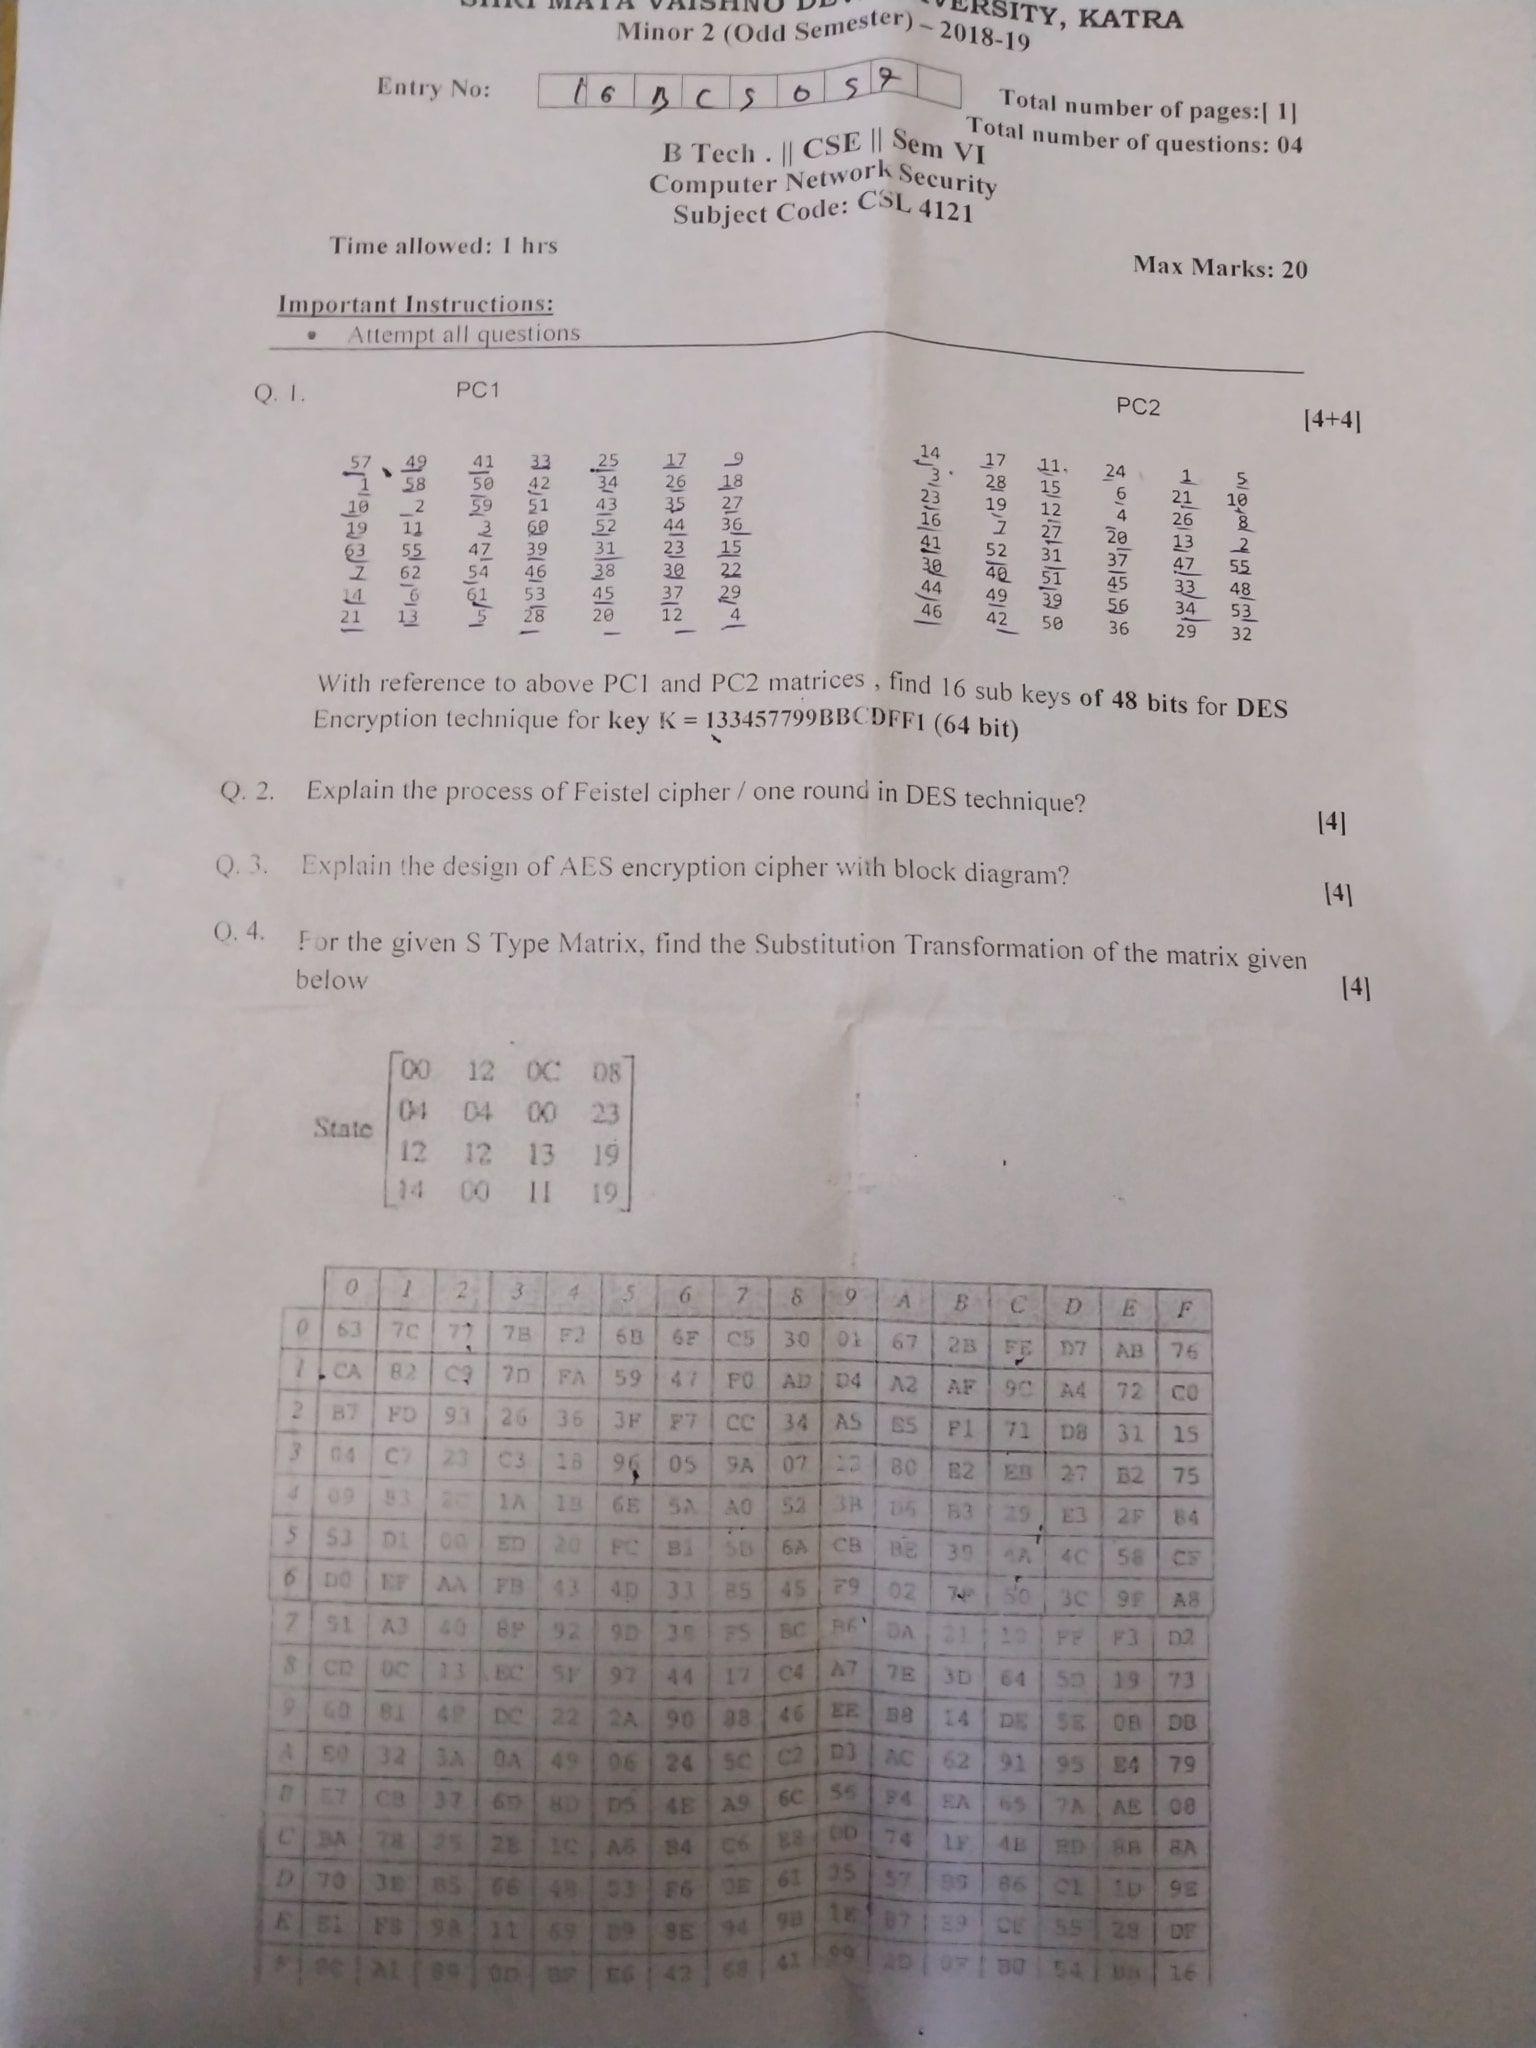 SHRI MATA VAISHNO DEVI UNIVERSITY, KATRA
Minor 2 (Odd Semester) – 2018-19
Entry No: 16BCS057
Total number of pages:[ 1]
Total number of questions: 04
B Tech . || CSE || Sem VI
Computer Network Security
Subject Code: CSL 4121
Time allowed: 1 hrs
Max Marks: 20
Important Instructions:
• Attempt all questions
Q. 1. PC1 PC2 [4+4]
57 49 41 33 25 17 9 14 17 11 24 1 5
1 58 50 42 34 26 18 3 28 15 6 21 10
10 2 59 51 43 35 27 23 19 12 4 26 8
19 11 3 60 52 44 36 16 7 27 20 13 2
63 55 47 39 31 23 15 41 52 31 37 47 55
7 62 54 46 38 30 22 30 40 51 45 33 48
14 6 61 53 45 37 29 44 49 39 56 34 53
21 13 5 28 20 12 4 46 42 50 36 29 32
With reference to above PC1 and PC2 matrices , find 16 sub keys of 48 bits for DES
Encryption technique for key K = 133457799BBCDFF1 (64 bit)
Q. 2. Explain the process of Feistel cipher / one round in DES technique? [4]
Q. 3. Explain the design of AES encryption cipher with block diagram? [4]
Q. 4. For the given S Type Matrix, find the Substitution Transformation of the matrix given
below [4]
00 12 0C 08
04 04 00 23
State
12 12 13 19
14 00 11 19
0 1 2 3 4 5 6 7 8 9 A B C D E F
0 63 7C 77 7B F2 6B 6F C5 30 01 67 2B FE D7 AB 76
1 CA 82 C9 7D FA 59 47 F0 AD D4 A2 AF 9C A4 72 C0
2 B7 FD 93 26 36 3F F7 CC 34 A5 E5 F1 71 D8 31 15
3 04 C7 23 C3 18 96 05 9A 07 12 80 E2 EB 27 B2 75
4 09 83 2C 1A 1B 6E 5A A0 52 3B D6 B3 29 E3 2F 84
5 53 D1 00 ED 20 FC B1 5B 6A CB BE 39 4A 4C 58 CF
6 D0 EF AA FB 43 4D 33 85 45 F9 02 7F 50 3C 9F A8
7 51 A3 40 8F 92 9D 38 F5 BC B6 DA 21 10 FF F3 D2
8 CD 0C 13 EC 5F 97 44 17 C4 A7 7E 3D 64 5D 19 73
9 60 81 4F DC 22 2A 90 88 46 EE B8 14 DE 5E 0B DB
A E0 32 3A 0A 49 06 24 5C C2 D3 AC 62 91 95 E4 79
B E7 CB 37 6D 8D D5 4E A9 6C 56 F4 EA 65 7A AE 08
C BA 78 25 2E 1C A6 B4 C6 E8 DD 74 1F 4B BD 8B 8A
D 70 3E B5 66 48 03 F6 0E 61 35 57 B9 86 C1 1D 9E
E E1 F8 98 11 69 D9 8E 94 9B 1E 87 E9 CE 55 28 DF
F 8C A1 89 0D BF E6 42 68 41 99 2D 0F B0 54 BB 16